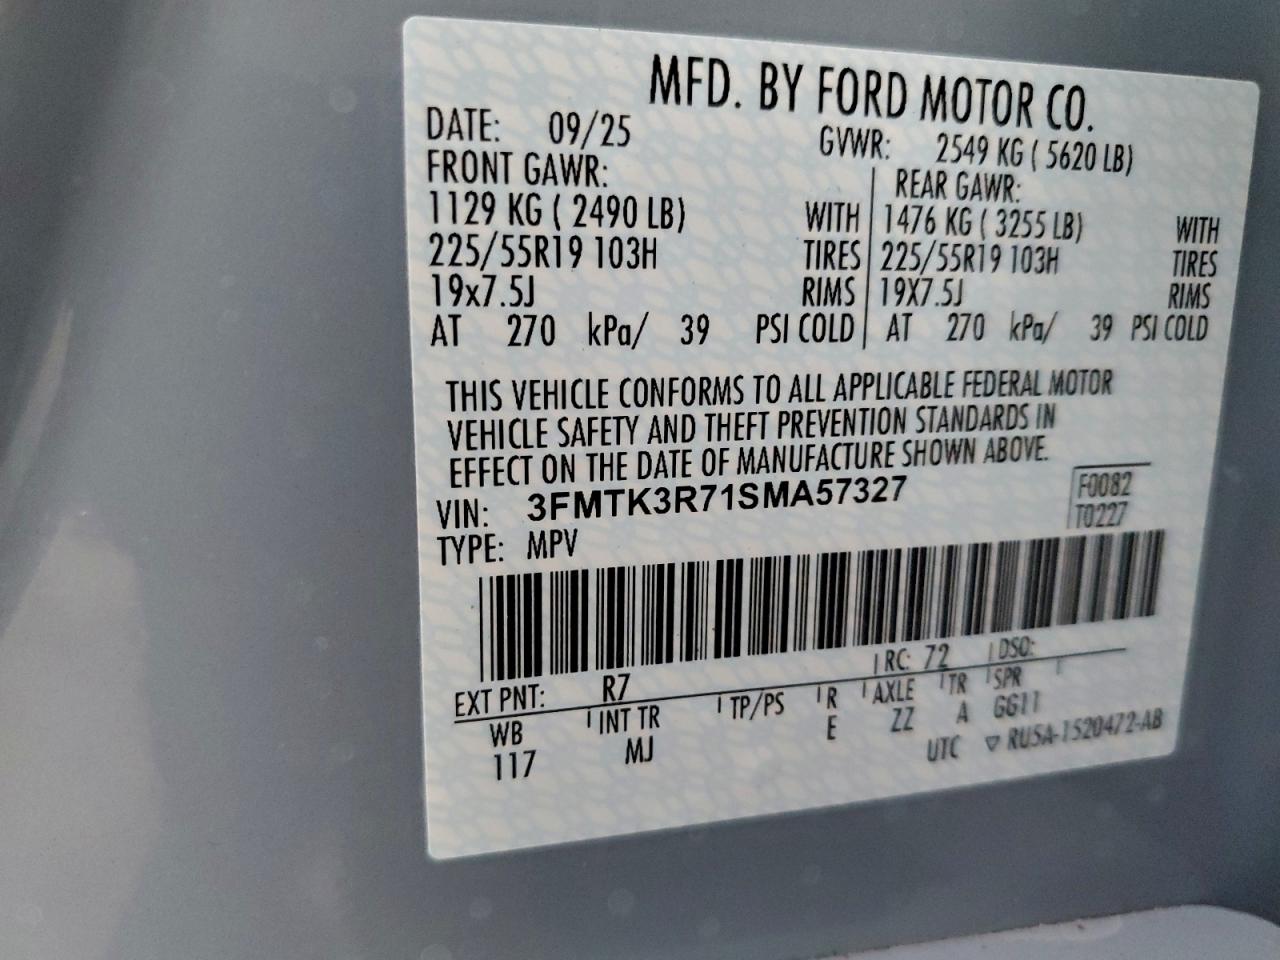 MFD. BY FORD MOTOR CO.
DATE: 09/25 GVWR: 2549 KG ( 5620 LB)
FRONT GAWR: REAR GAWR:
1129 KG ( 2490 LB) WITH 1476 KG ( 3255 LB) WITH
225/55R19 103H TIRES 225/55R19 103H TIRES
19x7.5J RIMS 19X7.5J RIMS
AT 270 kPa/ 39 PSI COLD AT 270 kPa/ 39 PSI COLD
THIS VEHICLE CONFORMS TO ALL APPLICABLE FEDERAL MOTOR
VEHICLE SAFETY AND THEFT PREVENTION STANDARDS IN
EFFECT ON THE DATE OF MANUFACTURE SHOWN ABOVE.
VIN: 3FMTK3R71SMA57327 F0082
TYPE: MPV T0227
EXT PNT: R7 RC: 72 DSO:
WB INT TR TP/PS R AXLE TR SPR
117 MJ E ZZ A GG11
UTC ▽ RU5A-1520472-AB